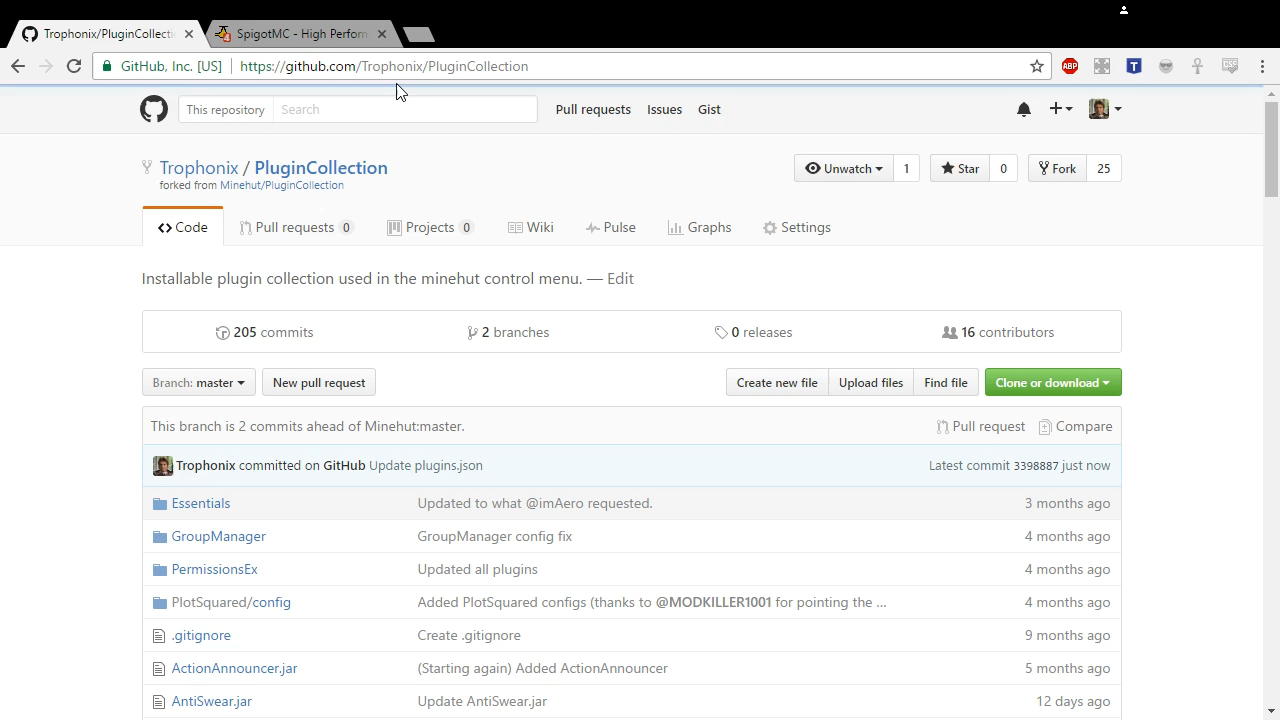 Trophonix/PluginCollecti
SpigotMC - High Perfom
GitHub, Inc. [US] https://github.com/Trophonix/PluginCollection
ABP T CSS
This repository Search Pull requests Issues Gist
Trophonix / PluginCollection
forked from Minehut/PluginCollection
Unwatch 1 Star 0 Fork 25
Code Pull requests 0 Projects 0 Wiki Pulse Graphs Settings
Installable plugin collection used in the minehut control menu. — Edit
205 commits 2 branches 0 releases 16 contributors
Branch: master New pull request Create new file Upload files Find file Clone or download
This branch is 2 commits ahead of Minehut:master. Pull request Compare
Trophonix committed on GitHub Update plugins.json Latest commit 3398887 just now
Essentials Updated to what @imAero requested. 3 months ago
GroupManager GroupManager config fix 4 months ago
PermissionsEx Updated all plugins 4 months ago
PlotSquared/config Added PlotSquared configs (thanks to @MODKILLER1001 for pointing the ... 4 months ago
.gitignore Create .gitignore 9 months ago
ActionAnnouncer.jar (Starting again) Added ActionAnnouncer 5 months ago
AntiSwear.jar Update AntiSwear.jar 12 days ago